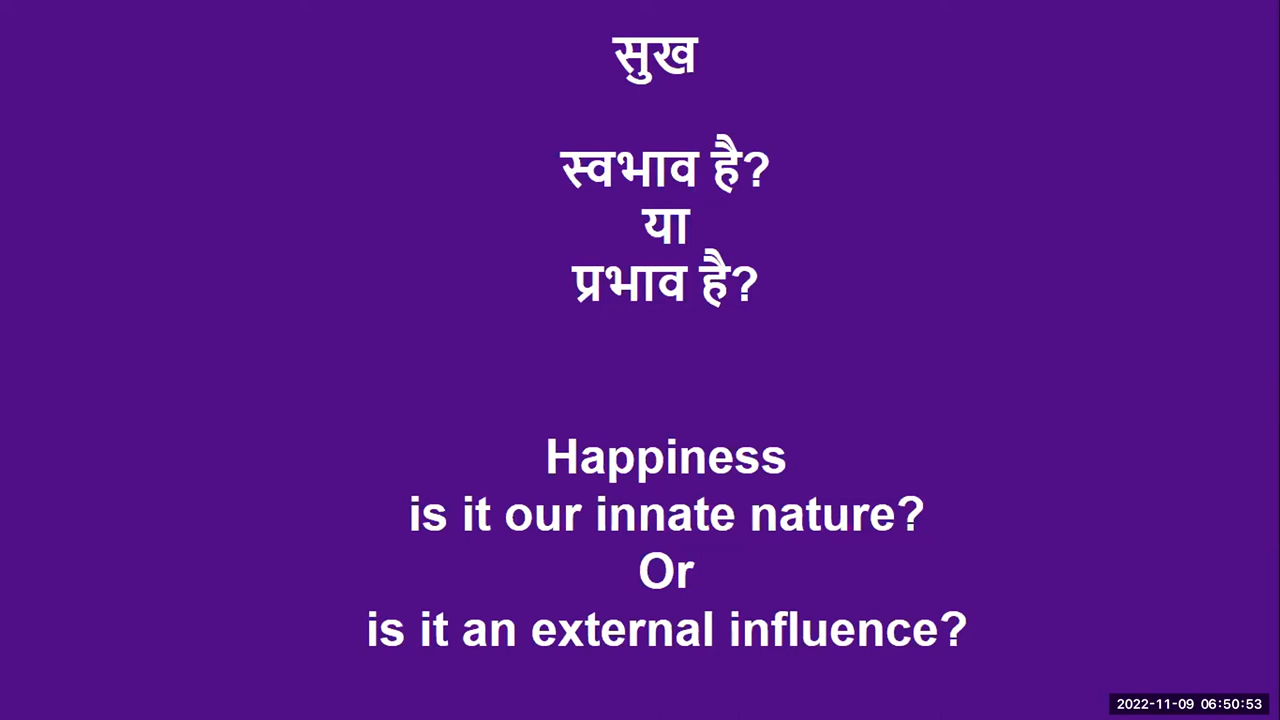 सुख
स्वभाव है?
या
प्रभाव है?
Happiness
is it our innate nature?
Or
is it an external influence?
2022-11-09 06:50:53